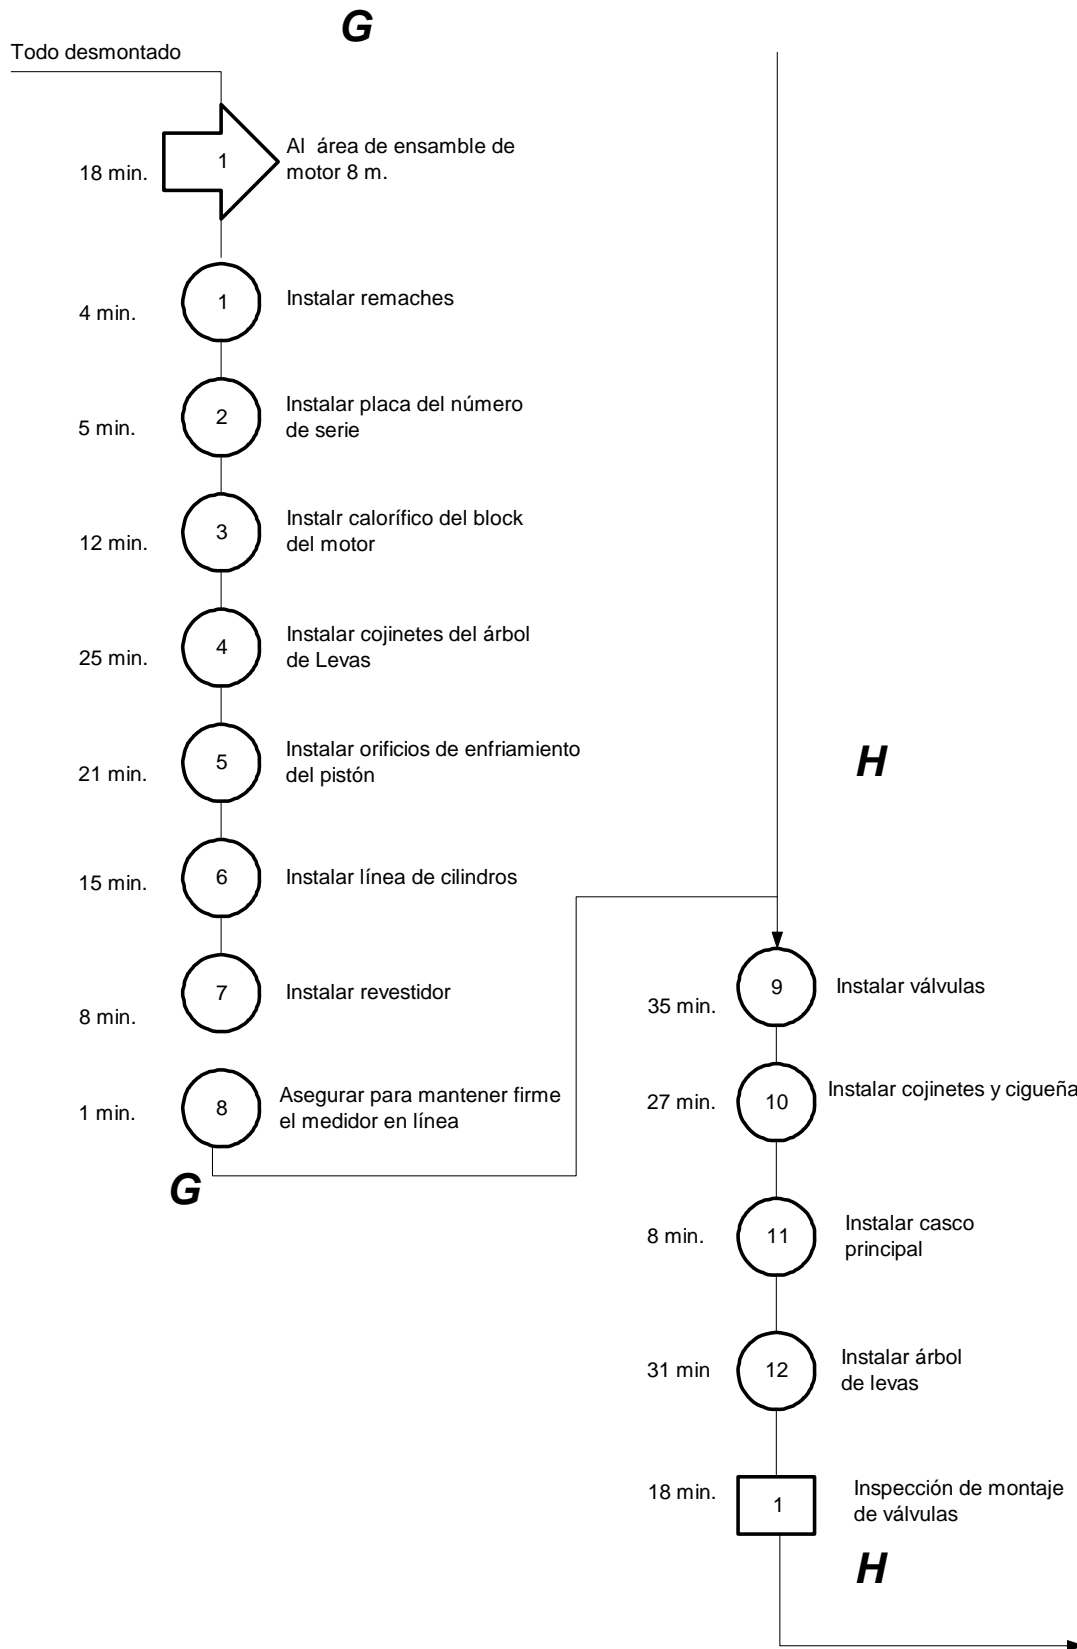 G
Todo desmontado
18 min.
1
Al área de ensamble de
motor 8 m.
4 min.
1
Instalar remaches
5 min.
2
Instalar placa del número
de serie
12 min.
3
Instalr calorífico del block
del motor
25 min.
4
Instalar cojinetes del árbol
de Levas
21 min.
5
Instalar orificios de enfriamiento
del pistón
15 min.
6
Instalar línea de cilindros
8 min.
7
Instalar revestidor
1 min.
8
Asegurar para mantener firme
el medidor en línea
G
H
35 min.
9
Instalar válvulas
27 min.
10
Instalar cojinetes y cigueña
8 min.
11
Instalar casco
principal
31 min
12
Instalar árbol
de levas
18 min.
1
Inspección de montaje
de válvulas
H